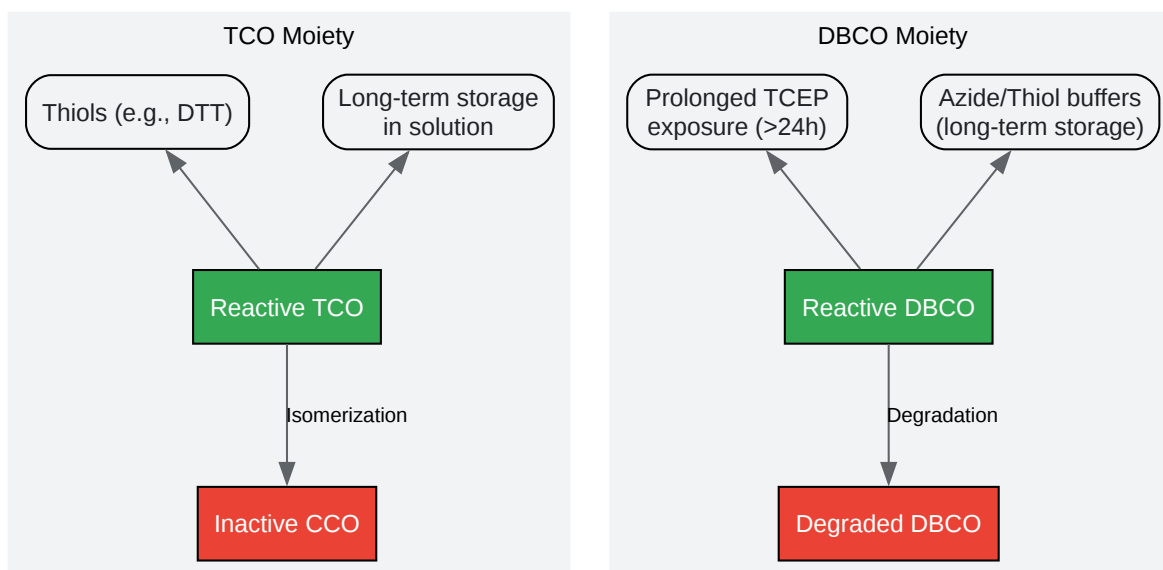 TCO Moiety
Thiols (e.g., DTT)
Long-term storage
in solution
Reactive TCO
Isomerization
Inactive CCO
DBCO Moiety
Prolonged TCEP
exposure (>24h)
Azide/Thiol buffers
(long-term storage)
Reactive DBCO
Degradation
Degraded DBCO